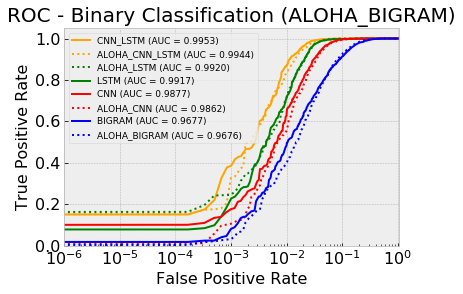 ROC - Binary Classification (ALOHA_BIGRAM)
True Positive Rate
1.0
0.8
0.6
0.4
0.2
0.0
CNN_LSTM (AUC = 0.9953)
ALOHA_CNN_LSTM (AUC = 0.9944)
ALOHA_LSTM (AUC = 0.9920)
LSTM (AUC = 0.9917)
CNN (AUC = 0.9877)
ALOHA_CNN (AUC = 0.9862)
BIGRAM (AUC = 0.9677)
ALOHA_BIGRAM (AUC = 0.9676)
10⁻⁶ 10⁻⁵ 10⁻⁴ 10⁻³ 10⁻² 10⁻¹ 10⁰
False Positive Rate